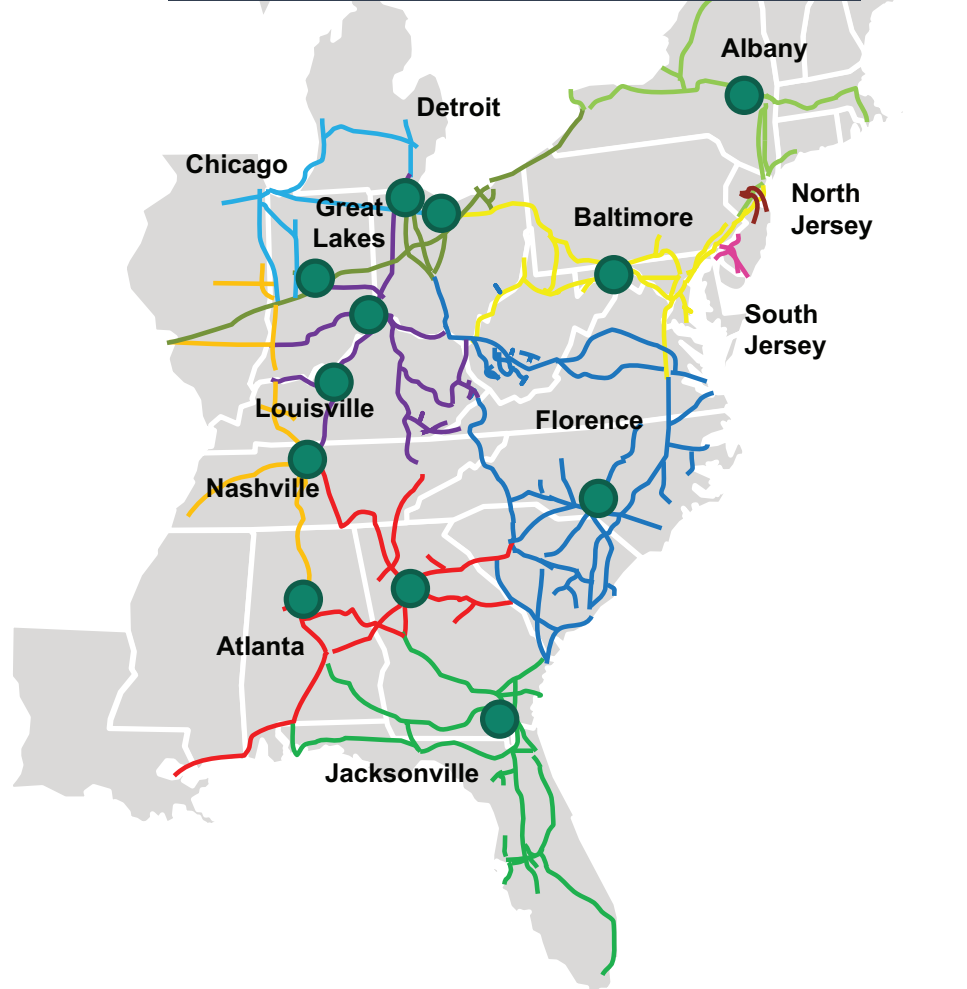 Albany
Detroit
Chicago
North
Jersey
Great
Lakes
Baltimore
South
Jersey
Louisville
Florence
Nashville
Atlanta
Jacksonville